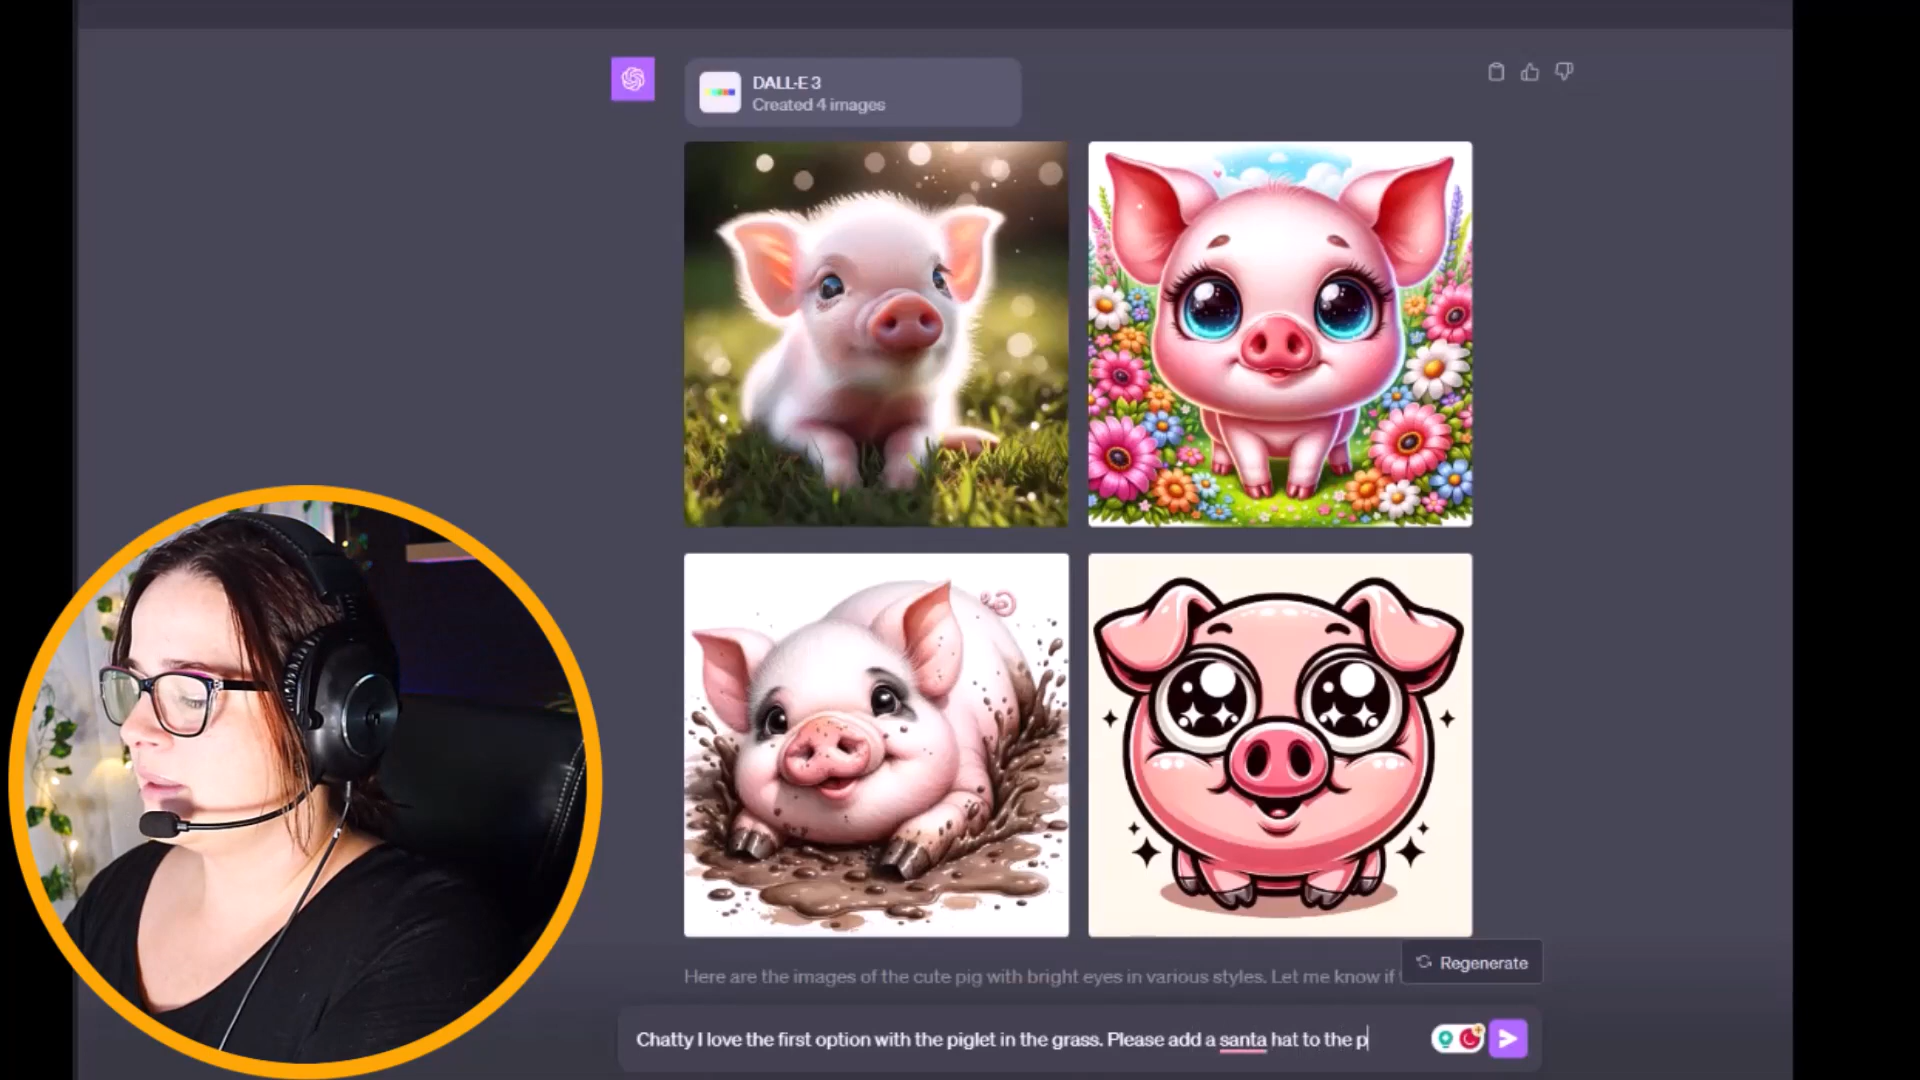 DALL·E 3
Created 4 images
Here are the images of the cute pig with bright eyes in various styles. Let me know if
Regenerate
Chatty I love the first option with the piglet in the grass. Please add a santa hat to the p